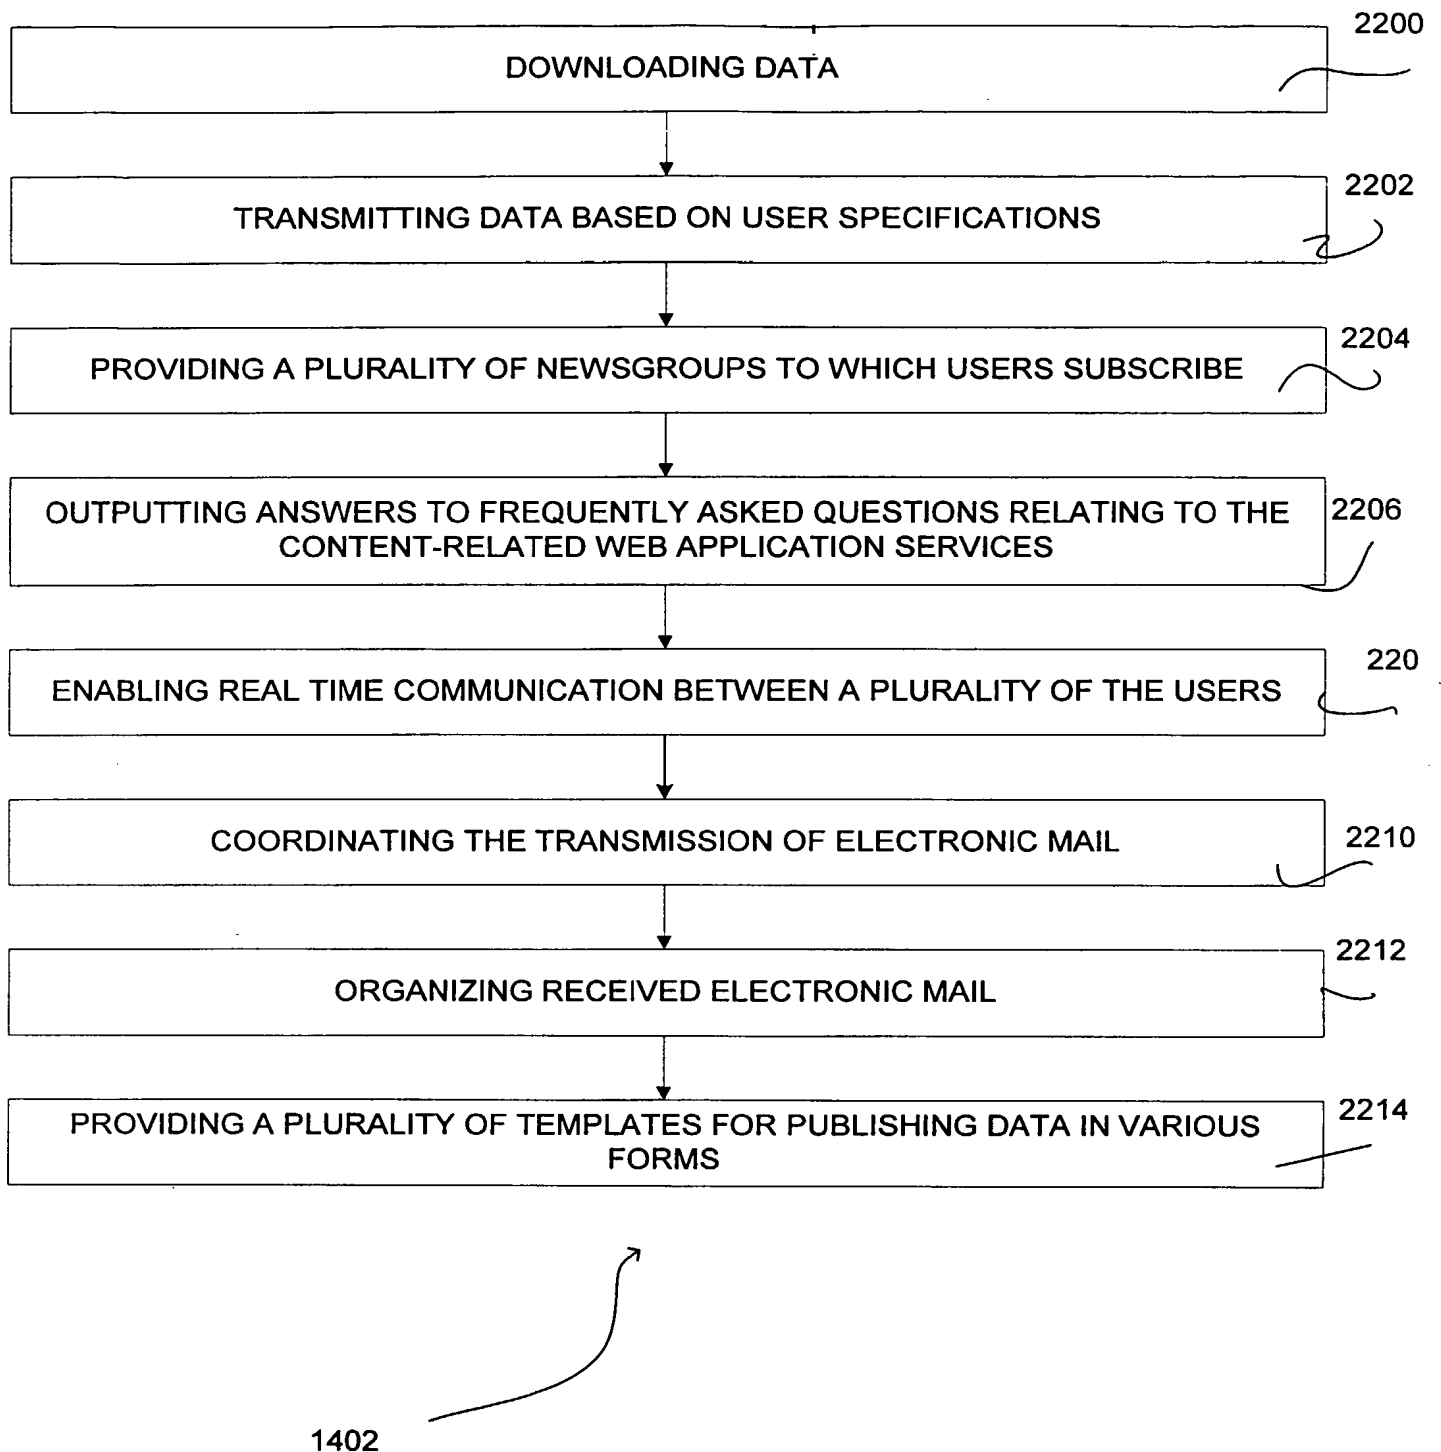 2200
DOWNLOADING DATA
2202
TRANSMITTING DATA BASED ON USER SPECIFICATIONS
2204
PROVIDING A PLURALITY OF NEWSGROUPS TO WHICH USERS SUBSCRIBE
OUTPUTTING ANSWERS TO FREQUENTLY ASKED QUESTIONS RELATING TO THE
2206
CONTENT-RELATED WEB APPLICATION SERVICES
220
ENABLING REAL TIME COMMUNICATION BETWEEN A PLURALITY OF THE USERS
2210
COORDINATING THE TRANSMISSION OF ELECTRONIC MAIL
2212
ORGANIZING RECEIVED ELECTRONIC MAIL
2214
PROVIDING A PLURALITY OF TEMPLATES FOR PUBLISHING DATA IN VARIOUS
FORMS
1402